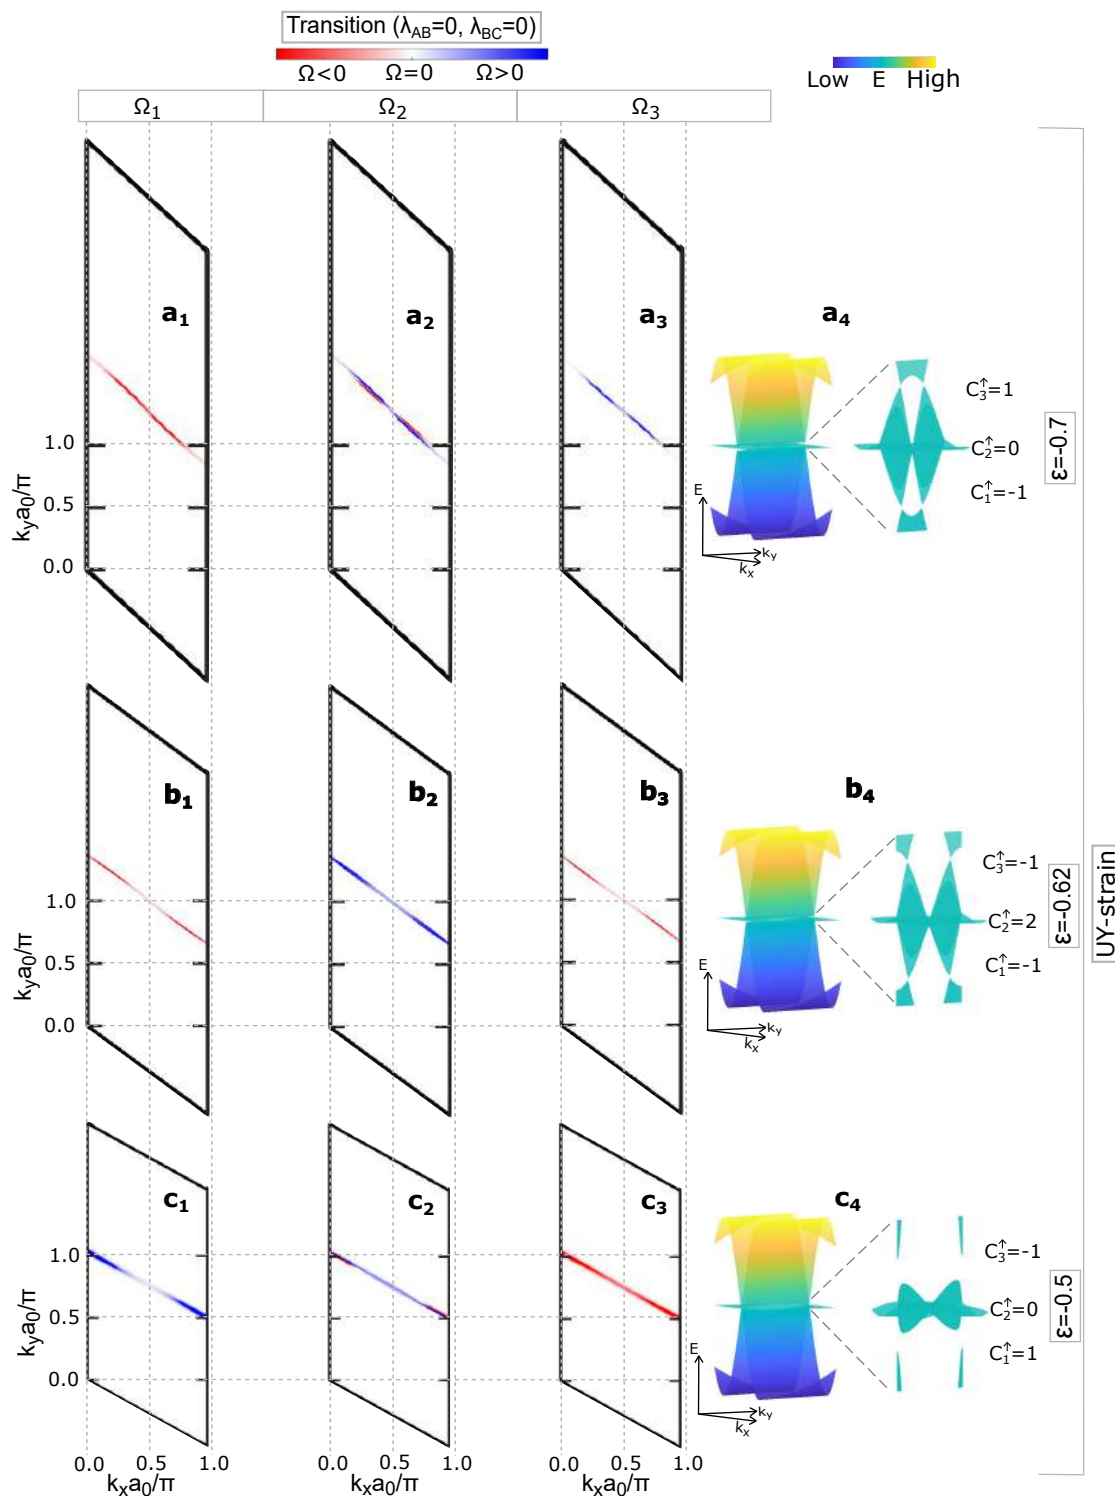 Transition (λAB=0, λBC=0)
Ω<0 Ω=0 Ω>0
Low E High
Ω1 Ω2 Ω3
a1 a2 a3 a4
C3↑=1
C2↑=0
C1↑=-1
ε=-0.7
kya0/π
1.0
0.5
0.0
E
ky
kx
b1 b2 b3 b4
C3↑=-1
C2↑=2
C1↑=-1
ε=-0.62
UY-strain
kya0/π
1.0
0.5
0.0
E
ky
kx
c1 c2 c3 c4
C3↑=-1
C2↑=0
C1↑=1
ε=-0.5
kya0/π
1.0
0.5
0.0
E
ky
kx
0.0 0.5 1.0 0.0 0.5 1.0 0.0 0.5 1.0
kxa0/π kxa0/π kxa0/π